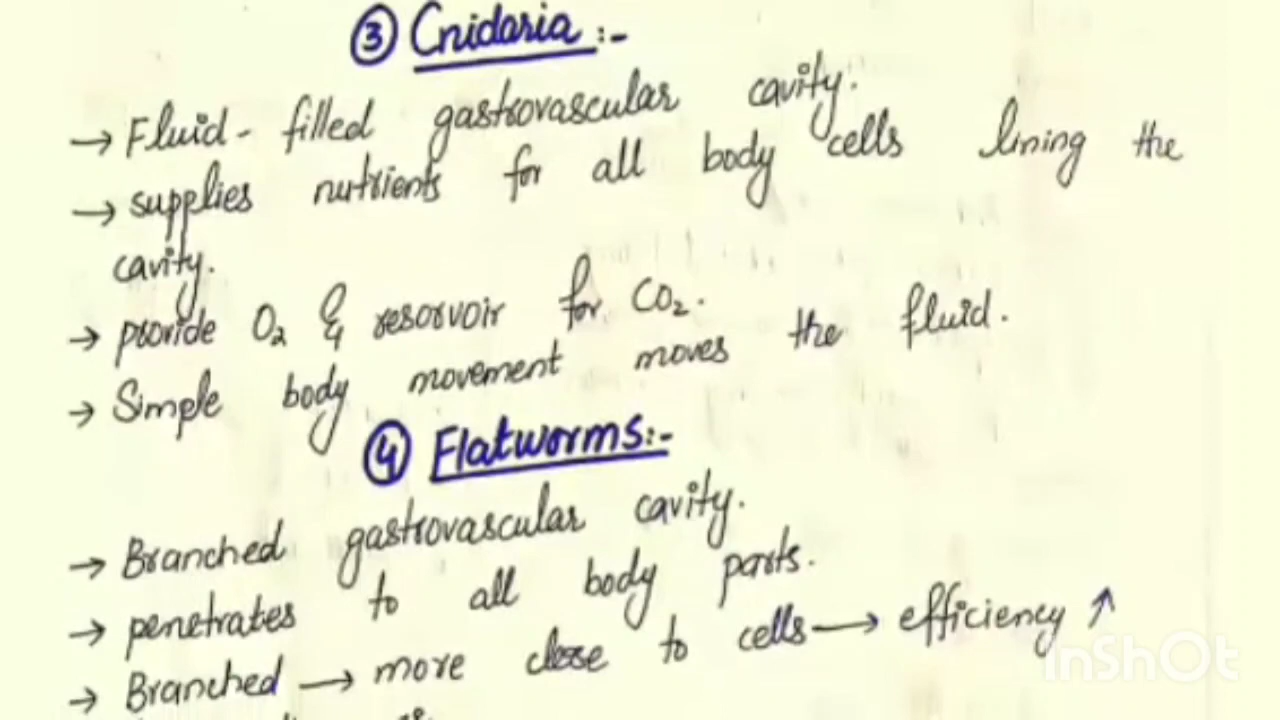 ③ Cnidaria :-
→ Fluid - filled gastrovascular cavity.
→ supplies nutrients for all body cells lining the
cavity.
→ provide O₂ & resorvoir for CO₂.
→ Simple body movement moves the fluid.
④ Flatworms:-
→ Branched gastrovascular cavity.
→ penetrates to all body parts.
→ Branched → more close to cells → efficiency ↑
InShOt